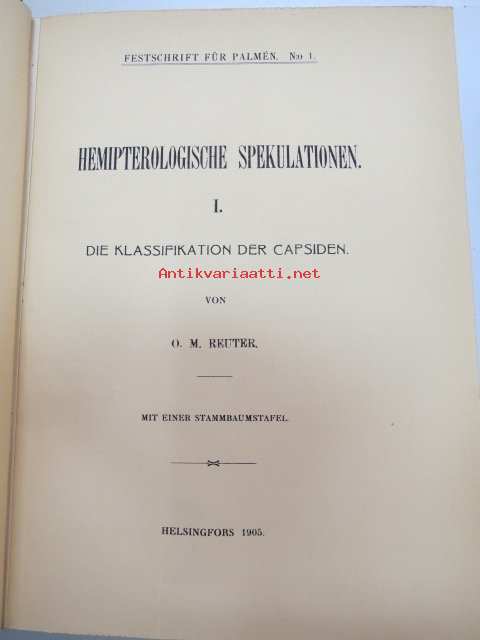 FESTSCRIFT FÜR PALMÉN. No 1.
HEMIPTEROLOGISCHE SPEKULATIONEN.
I.
DIE KLASSIFIKATION DER CAPSIDEN.
Antikvariaatti.net
VON
O. M. REUTER.
MIT EINER STAMMBAUMSTAFEL.
HELSINGFORS 1905.